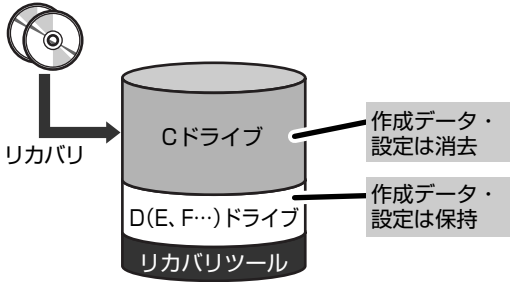 Cドライブ
作成データ・
設定は消去
リカバリ
作成データ・
設定は保持
D(E、F…)ドライブ
リカバリツール